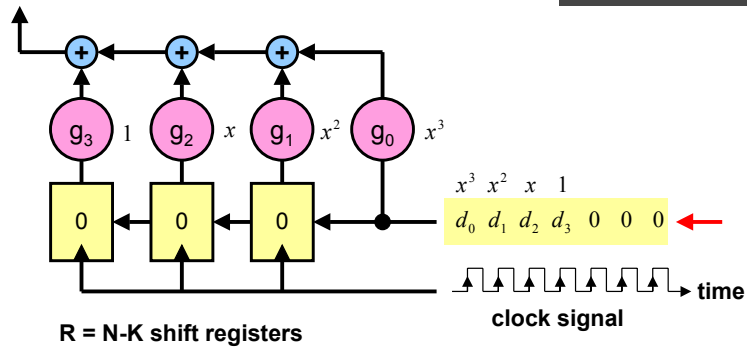 + + +
g₃ 1 g₂ x g₁ x² g₀ x³
x³ x² x 1
0 0 0 d₀ d₁ d₂ d₃ 0 0 0
time
clock signal
R = N-K shift registers